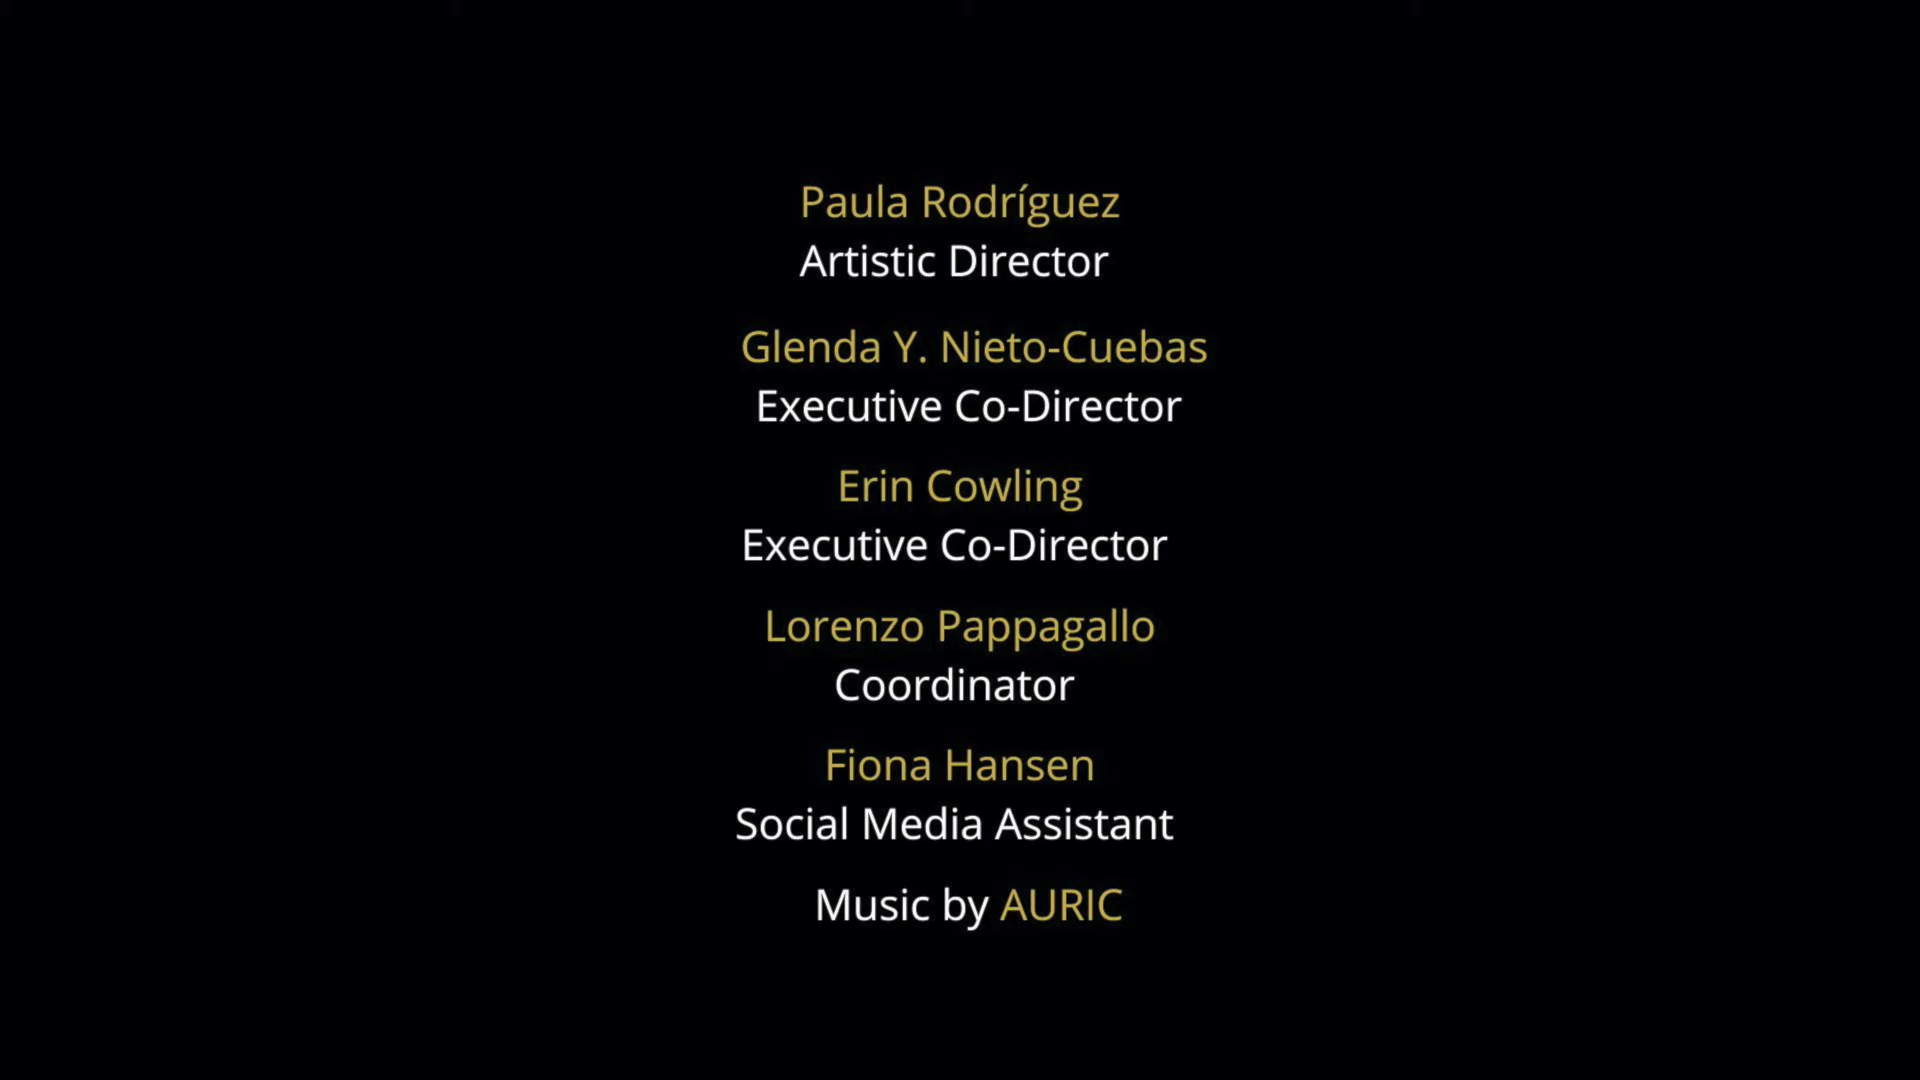 Paula Rodríguez
Artistic Director
Glenda Y. Nieto-Cuebas
Executive Co-Director
Erin Cowling
Executive Co-Director
Lorenzo Pappagallo
Coordinator
Fiona Hansen
Social Media Assistant
Music by AURIC